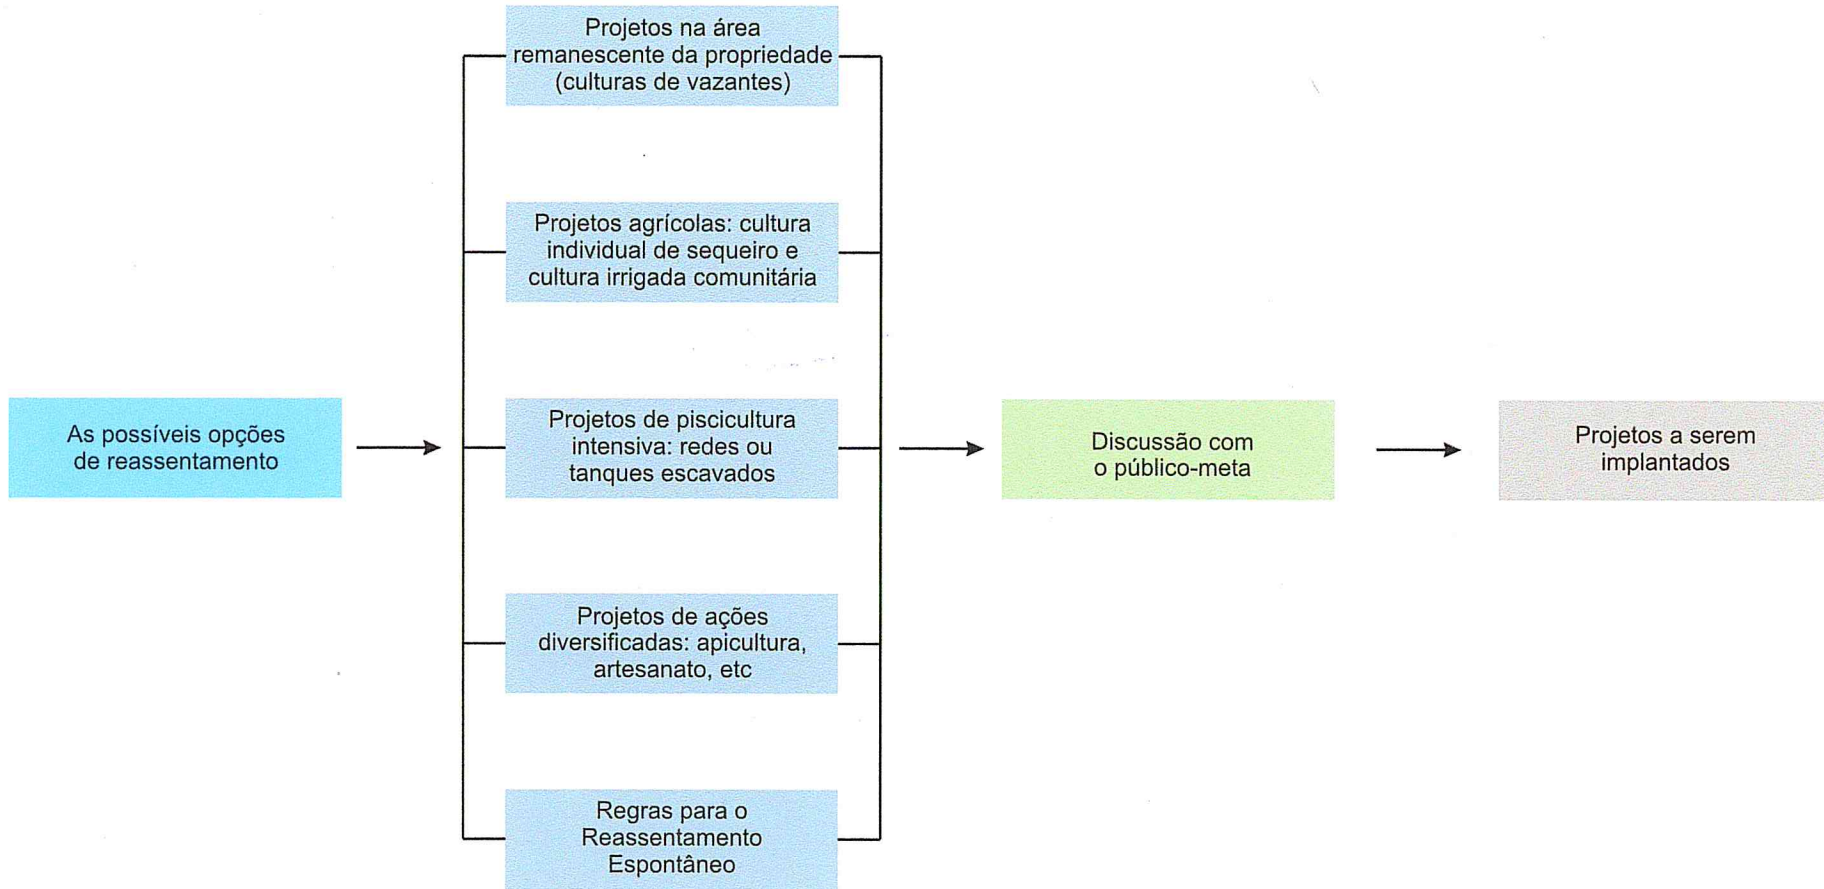 As possíveis opções
de reassentamento
Projetos na área
remanescente da propriedade
(culturas de vazantes)
Projetos agrícolas: cultura
individual de sequeiro e
cultura irrigada comunitária
Projetos de piscicultura
intensiva: redes ou
tanques escavados
Projetos de ações
diversificadas: apicultura,
artesanato, etc
Regras para o
Reassentamento
Espontâneo
Discussão com
o público-meta
Projetos a serem
implantados